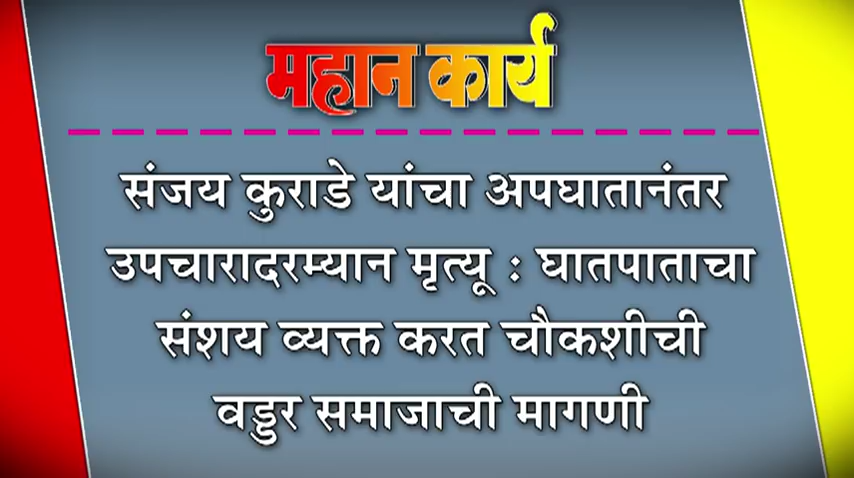 महान कार्य
संजय कुराडे यांचा अपघातानंतर
उपचारादरम्यान मृत्यू : घातपाताचा
संशय व्यक्त करत चौकशीची
वड्डर समाजाची मागणी